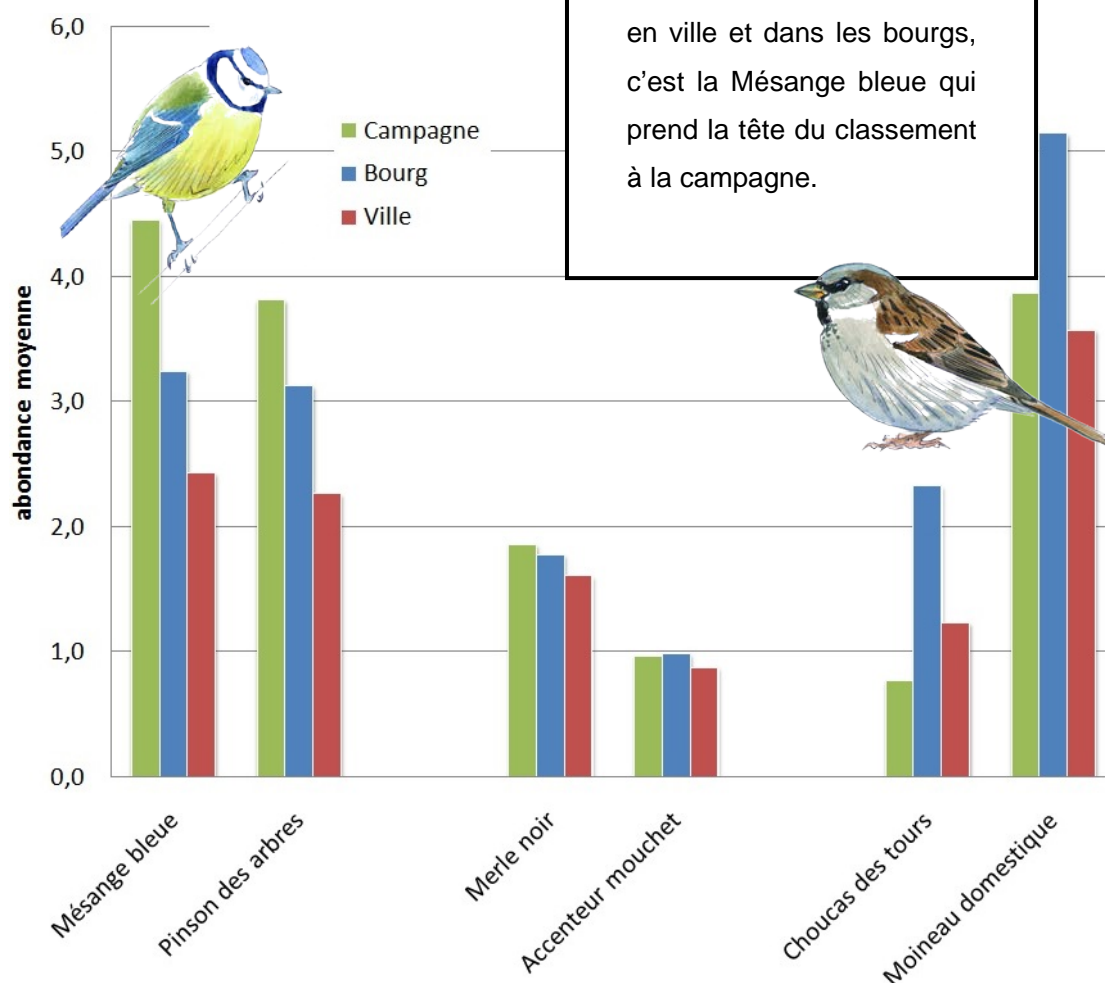 6,0
en ville et dans les bourgs,
c’est la Mésange bleue qui
prend la tête du classement
à la campagne.
5,0
Campagne
Bourg
Ville
4,0
abondance moyenne
3,0
2,0
1,0
0,0
Mésange bleue
Pinson des arbres
Merle noir
Accenteur mouchet
Choucas des tours
Moineau domestique